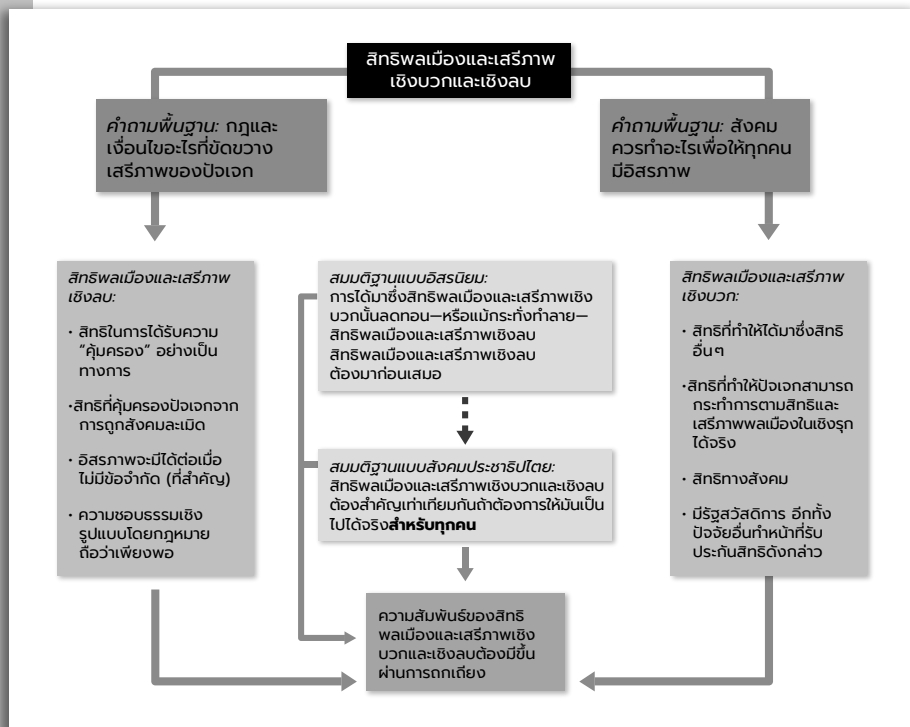 สิทธิพลเมืองและเสรีภาพ
เชิงบวกและเชิงลบ
คำถามพื้นฐาน: กฎและ
เงื่อนไขอะไรที่ขัดขวาง
เสรีภาพของปัจเจก
คำถามพื้นฐาน: สังคม
ควรทำอะไรเพื่อให้ทุกคน
มีอิสรภาพ
สิทธิพลเมืองและเสรีภาพ
เชิงลบ:
· สิทธิในการได้รับความ
“คุ้มครอง” อย่างเป็น
ทางการ
·สิทธิที่คุ้มครองปัจเจกจาก
การถูกสังคมละเมิด
· อิสรภาพจะมีได้ต่อเมื่อ
ไม่มีข้อจำกัด (ที่สำคัญ)
· ความชอบธรรมเชิง
รูปแบบโดยกฎหมาย
ถือว่าเพียงพอ
สมมติฐานแบบอิสรนิยม:
การได้มาซึ่งสิทธิพลเมืองและเสรีภาพเชิง
บวกนั้นลดทอน—หรือแม้กระทั่งทำลาย—
สิทธิพลเมืองและเสรีภาพเชิงลบ
สิทธิพลเมืองและเสรีภาพเชิงลบ
ต้องมาก่อนเสมอ
สมมติฐานแบบสังคมประชาธิปไตย:
สิทธิพลเมืองและเสรีภาพเชิงบวกและเชิงลบ
ต้องสำคัญเท่าเทียมกันถ้าต้องการให้มันเป็น
ไปได้จริงสำหรับทุกคน
สิทธิพลเมืองและเสรีภาพ
เชิงบวก:
· สิทธิที่ทำให้ได้มาซึ่งสิทธิ
อื่นๆ
·สิทธิที่ทำให้ปัจเจกสามารถ
กระทำการตามสิทธิและ
เสรีภาพพลเมืองในเชิงรุก
ได้จริง
· สิทธิทางสังคม
· มีรัฐสวัสดิการ อีกทั้ง
ปัจจัยอื่นทำหน้าที่รับ
ประกันสิทธิดังกล่าว
ความสัมพันธ์ของสิทธิ
พลเมืองและเสรีภาพเชิง
บวกและเชิงลบต้องมีขึ้น
ผ่านการถกเถียง